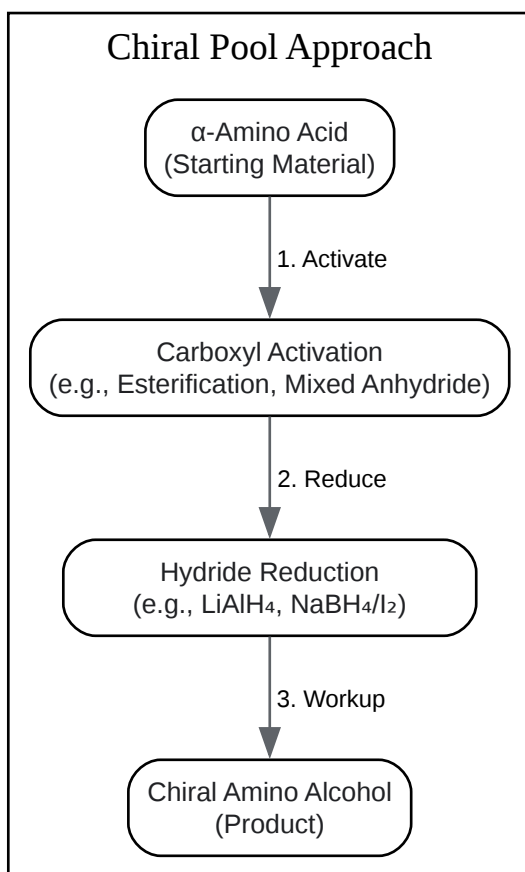 Chiral Pool Approach
α-Amino Acid
(Starting Material)
1. Activate
Carboxyl Activation
(e.g., Esterification, Mixed Anhydride)
2. Reduce
Hydride Reduction
(e.g., LiAlH₄, NaBH₄/I₂)
3. Workup
Chiral Amino Alcohol
(Product)